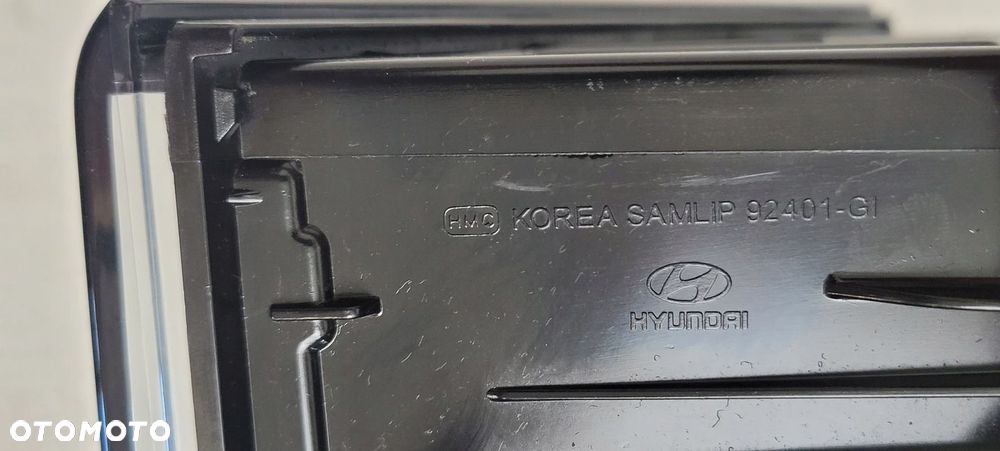 HMC KOREA SAMLIP 92401-GI
HYUNDAI
OTOMOTO